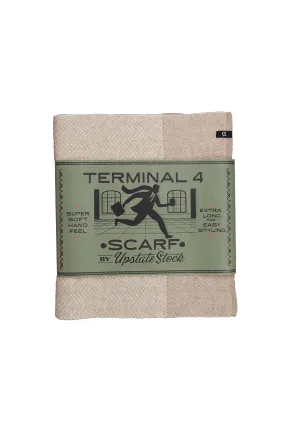 TERMINAL 4
SUPER
SOFT
HAND
FEEL
EXTRA
LONG
FOR
EASY
STYLING
SCARF
BY Upstate Stock